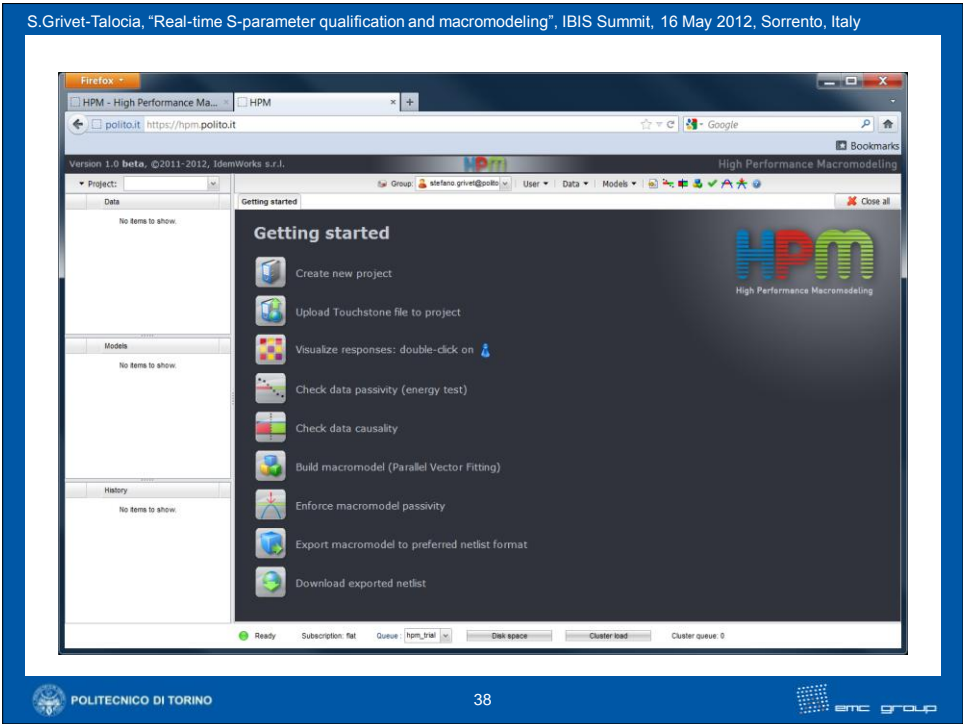 S.Grivet-Talocia, “Real-time S-parameter qualification and macromodeling”, IBIS Summit, 16 May 2012, Sorrento, Italy
Firefox
HPM - High Performance Ma...
HPM
polito.it https://hpm.polito.it
Google
Bookmarks
Version 1.0 beta, ©2011-2012, IdemWorks s.r.l.
HPM
High Performance Macromodeling
Project:
Group: stefano.grivet@polito
User
Data
Models
Data
Getting started
Close all
No items to show.
Getting started
HPM
High Performance Macromodeling
Create new project
Upload Touchstone file to project
Visualize responses: double-click on
Models
No items to show.
Check data passivity (energy test)
Check data causality
Build macromodel (Parallel Vector Fitting)
History
No items to show.
Enforce macromodel passivity
Export macromodel to preferred netlist format
Download exported netlist
Ready
Subscription: flat
Queue: hpm_trial
Disk space
Cluster load
Cluster queue: 0
POLITECNICO DI TORINO
38
emc group